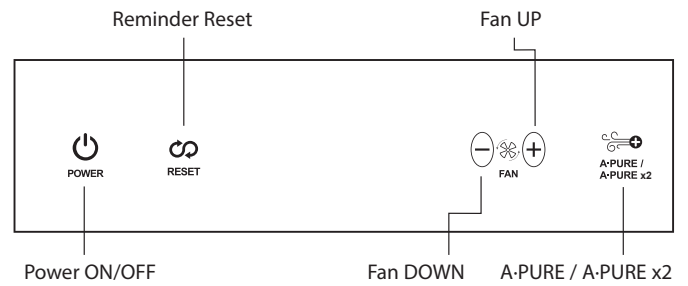 Reminder Reset
Fan UP
POWER
RESET
FAN
A•PURE /
A•PURE x2
Power ON/OFF
Fan DOWN
A•PURE / A•PURE x2